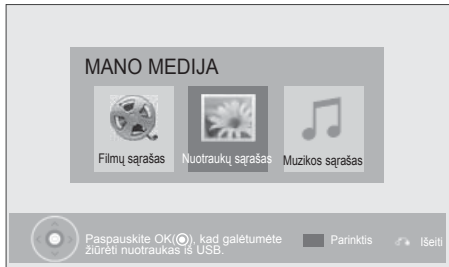 MANO MEDIJA
Filmų sąrašas
Nuotraukų sąrašas
Muzikos sąrašas
Paspauskite OK(◉), kad galėtumėte
žiūrėti nuotraukas iš USB.
Parinktis
Išeiti